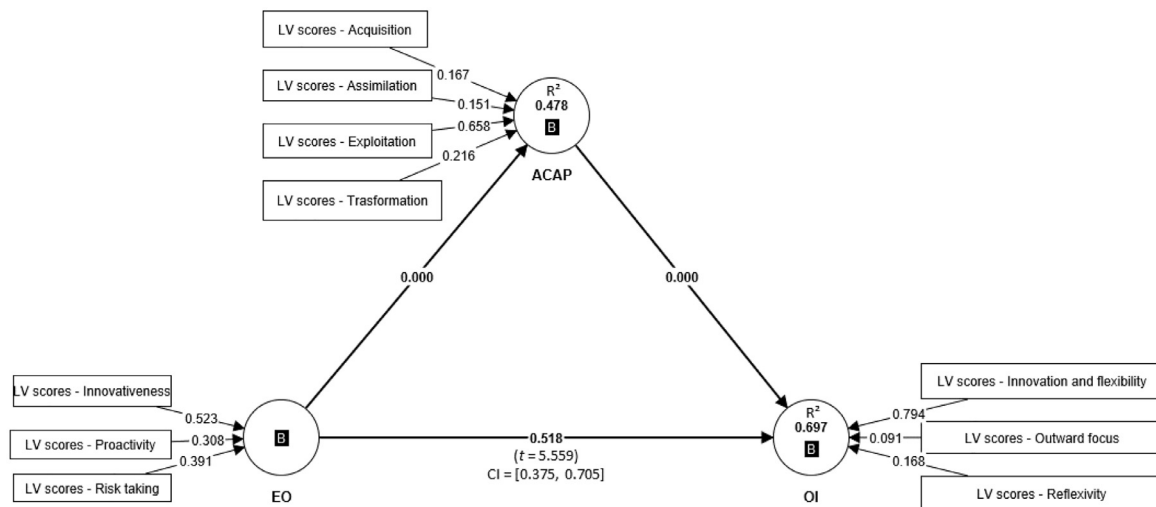 LV scores - Acquisition
0.167
LV scores - Assimilation
0.151
LV scores - Exploitation
0.658
LV scores - Trasformation
0.216
R²
0.478
B
ACAP
0.000
0.000
LV scores - Innovativeness
0.523
LV scores - Proactivity
0.308
LV scores - Risk taking
0.391
B
EO
0.518
(t = 5.559)
CI = [0.375, 0.705]
R²
0.697
B
OI
LV scores - Innovation and flexibility
0.794
LV scores - Outward focus
0.091
LV scores - Reflexivity
0.168